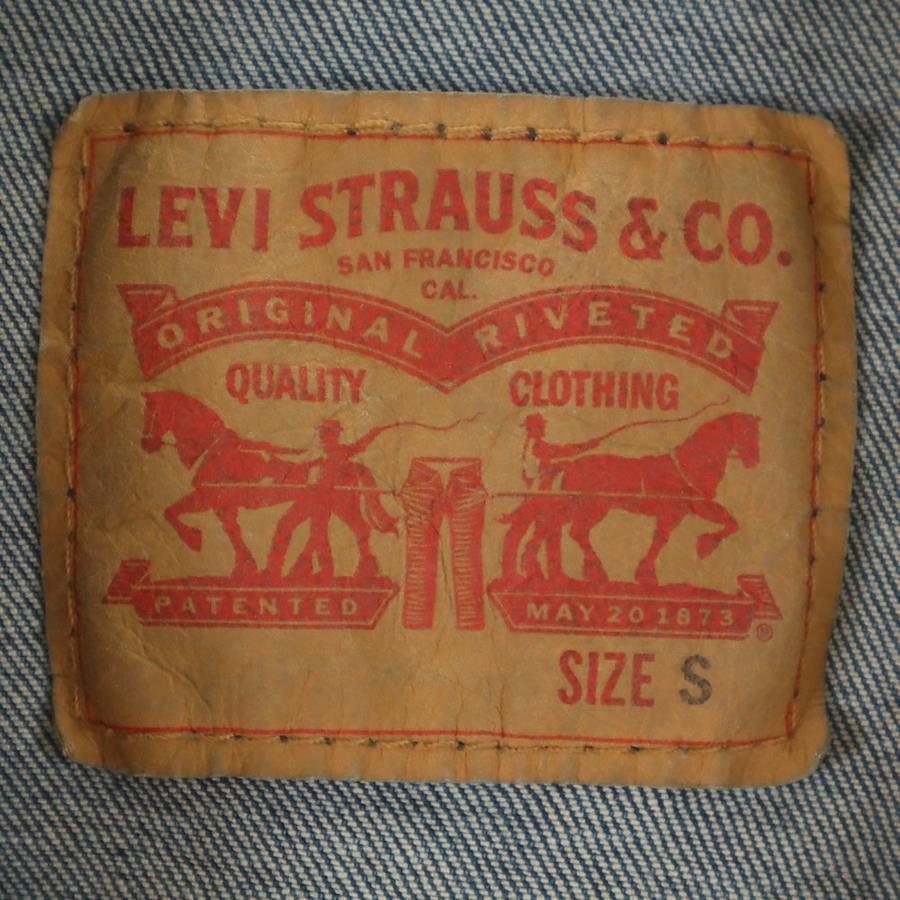 LEVI STRAUSS & CO.
SAN FRANCISCO
CAL.
ORIGINAL RIVETED
QUALITY CLOTHING
PATENTED MAY 20 1873
®
SIZE S